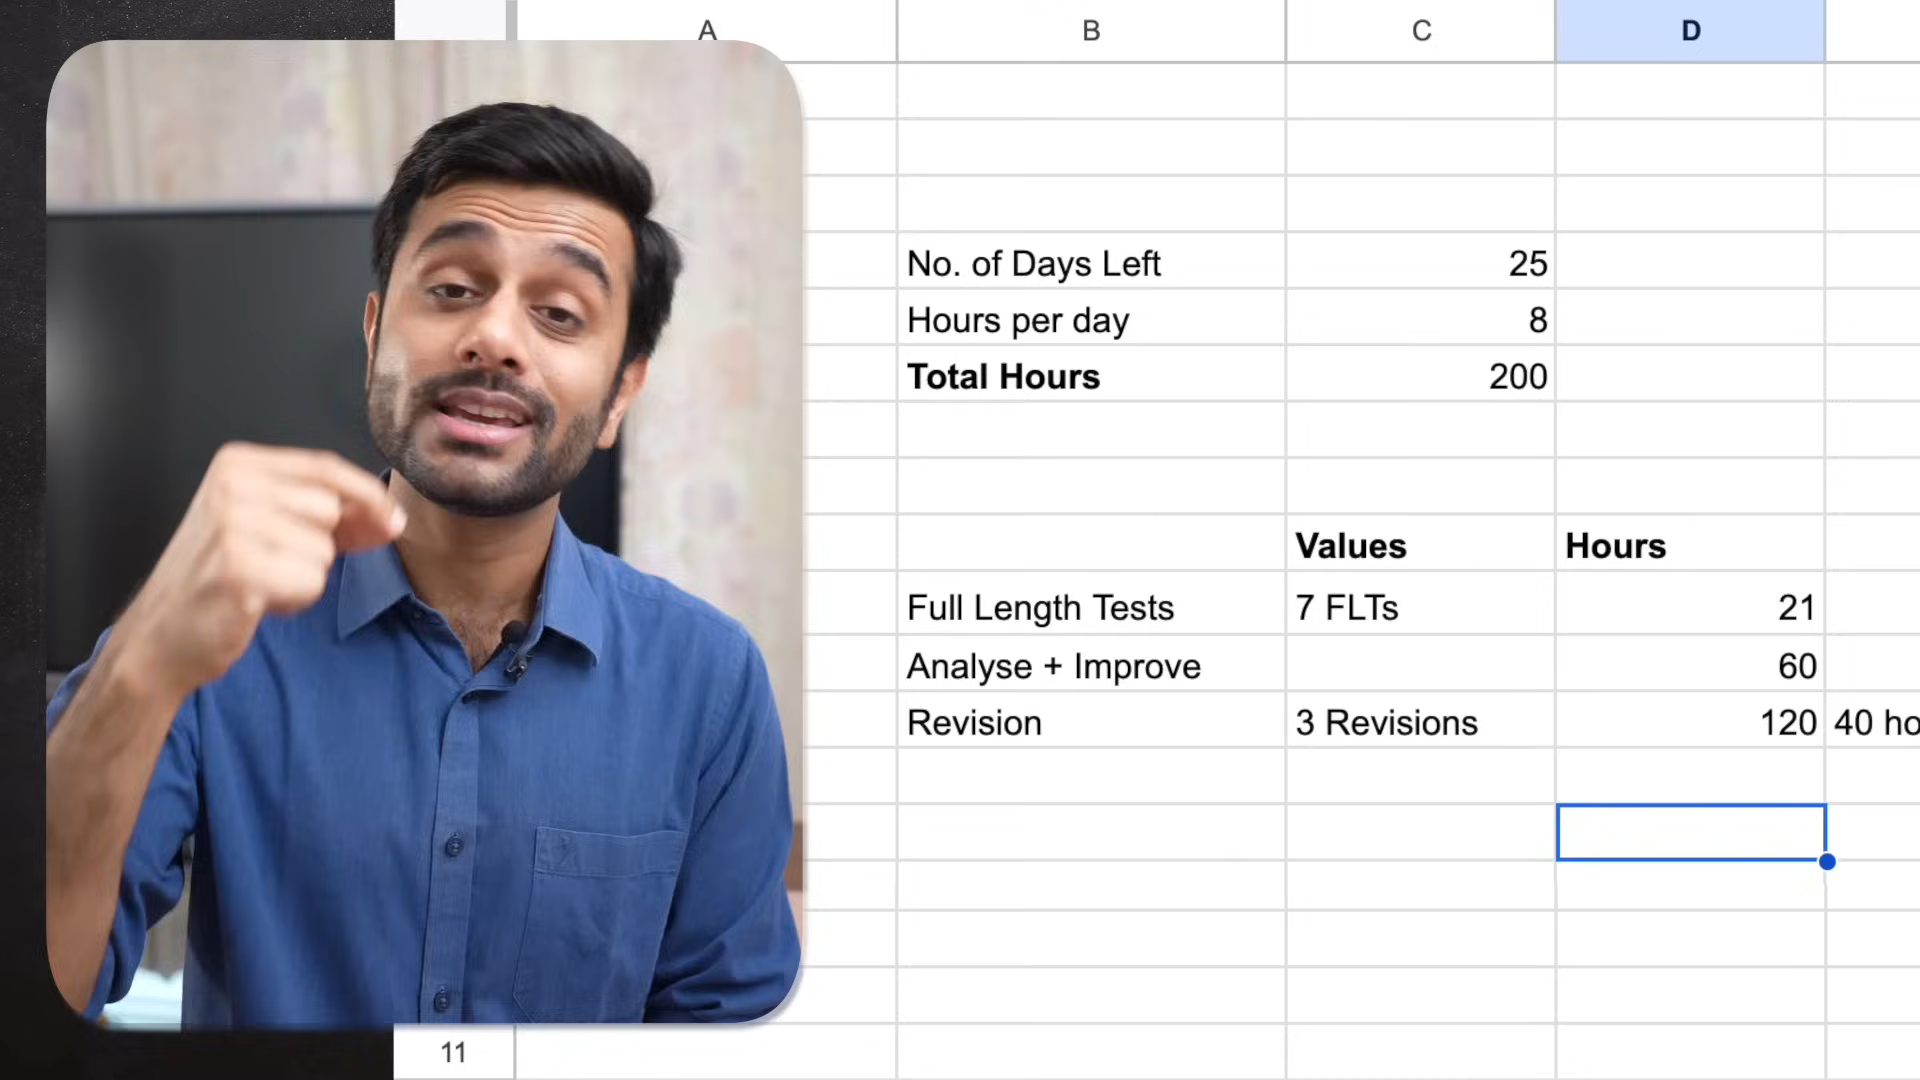 A B C D
No. of Days Left 25
Hours per day 8
Total Hours 200
Values Hours
Full Length Tests 7 FLTs 21
Analyse + Improve 60
Revision 3 Revisions 120 40
11